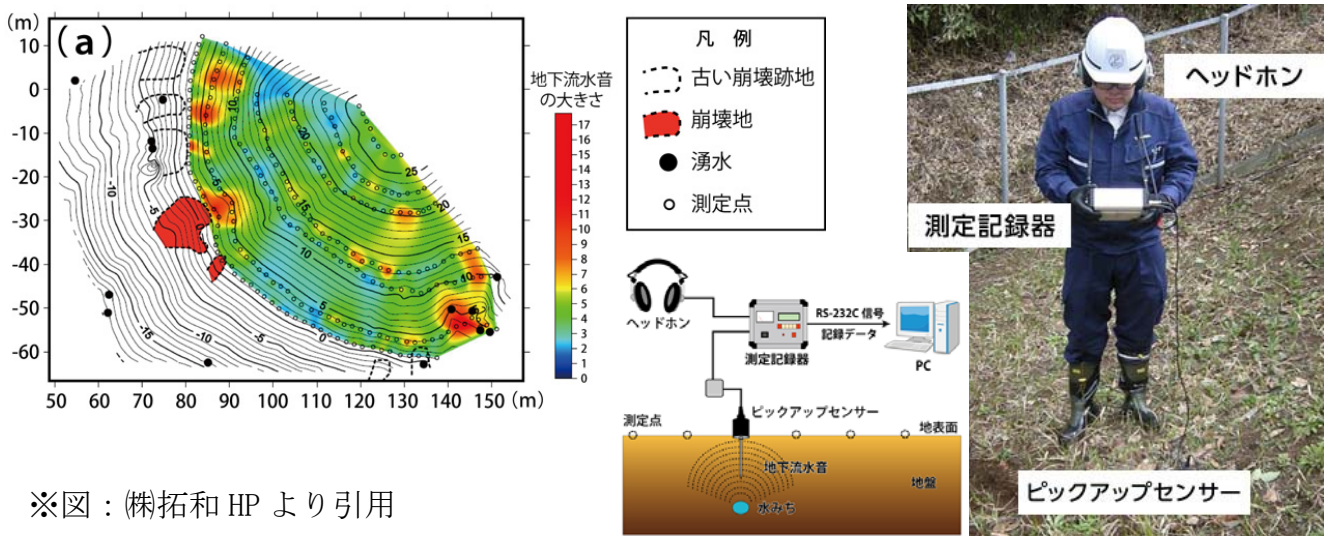 (m)
(a)
10
0
-10
-20
-30
-40
-50
-60
50
60
70
80
90
100
110
120
130
140
150
(m)
-10
-5
-15
-10
-5
0
-5
-10
-5
5
10
15
20
15
20
25
20
15
10
地下流水音
の大きさ
17
16
15
14
13
12
11
10
9
8
7
6
5
4
3
2
1
0
凡 例
古い崩壊跡地
崩壊地
湧水
測定点
ヘッドホン
測定記録器
RS-232C 信号
記録データ
PC
ピックアップセンサー
測定点
地表面
地下流水音
地盤
水みち
ヘッドホン
測定記録器
ピックアップセンサー
※図：㈱拓和 HP より引用